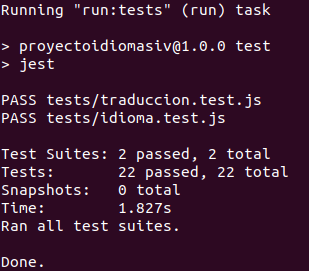 Running "run:tests" (run) task
> proyectoidiomasiv@1.0.0 test
> jest
PASS tests/traduccion.test.js
PASS tests/idioma.test.js
Test Suites: 2 passed, 2 total
Tests:       22 passed, 22 total
Snapshots:   0 total
Time:        1.827s
Ran all test suites.
Done.